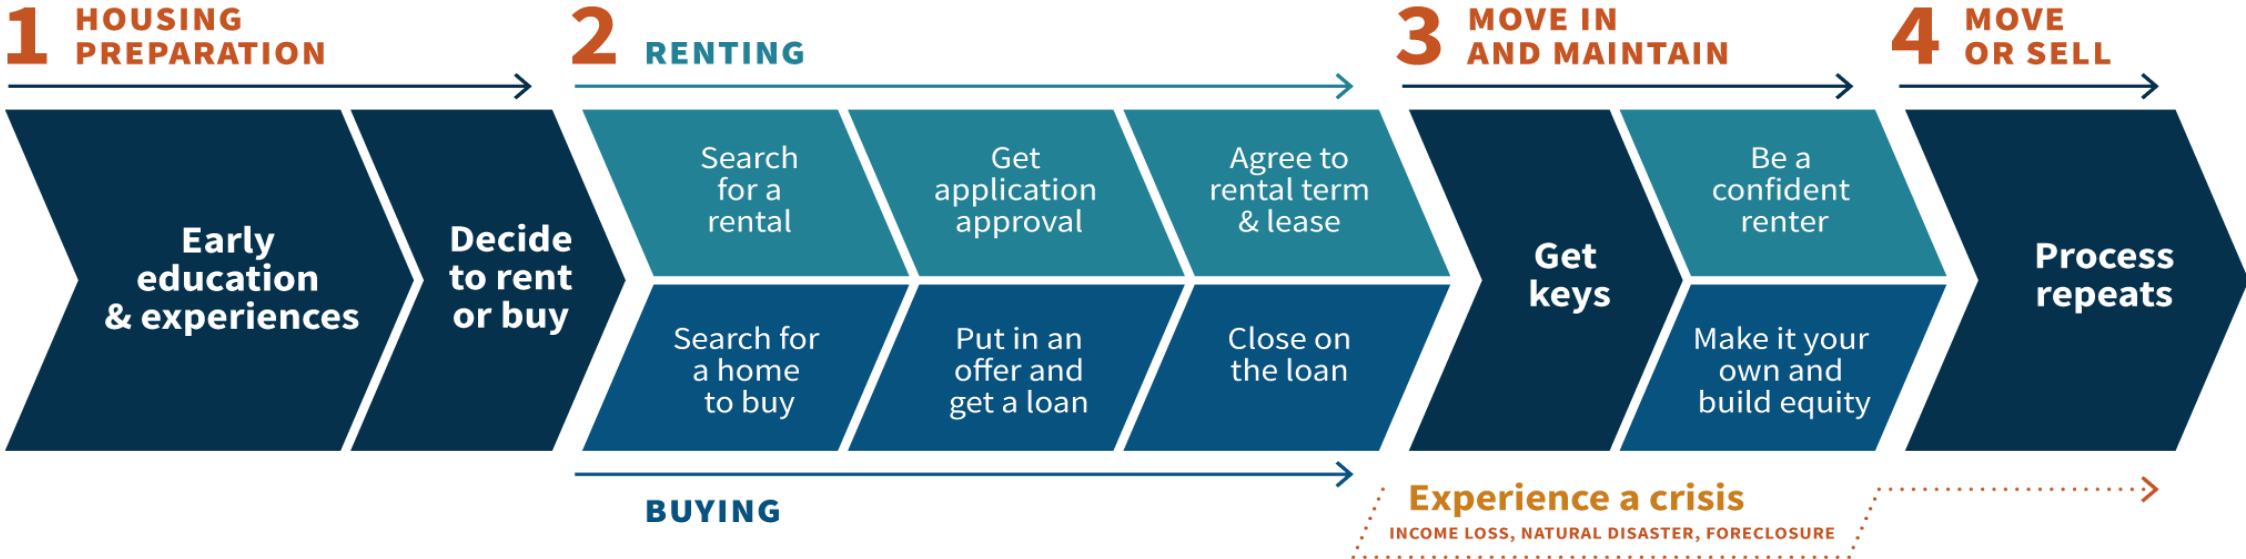 1 HOUSING
PREPARATION
2 RENTING
3 MOVE IN
AND MAINTAIN
4 MOVE
OR SELL
Early
education
& experiences
Decide
to rent
or buy
Search
for a
rental
Get
application
approval
Agree to
rental term
& lease
Search for
a home
to buy
Put in an
offer and
get a loan
Close on
the loan
BUYING
Get
keys
Be a
confident
renter
Make it your
own and
build equity
Process
repeats
Experience a crisis
INCOME LOSS, NATURAL DISASTER, FORECLOSURE